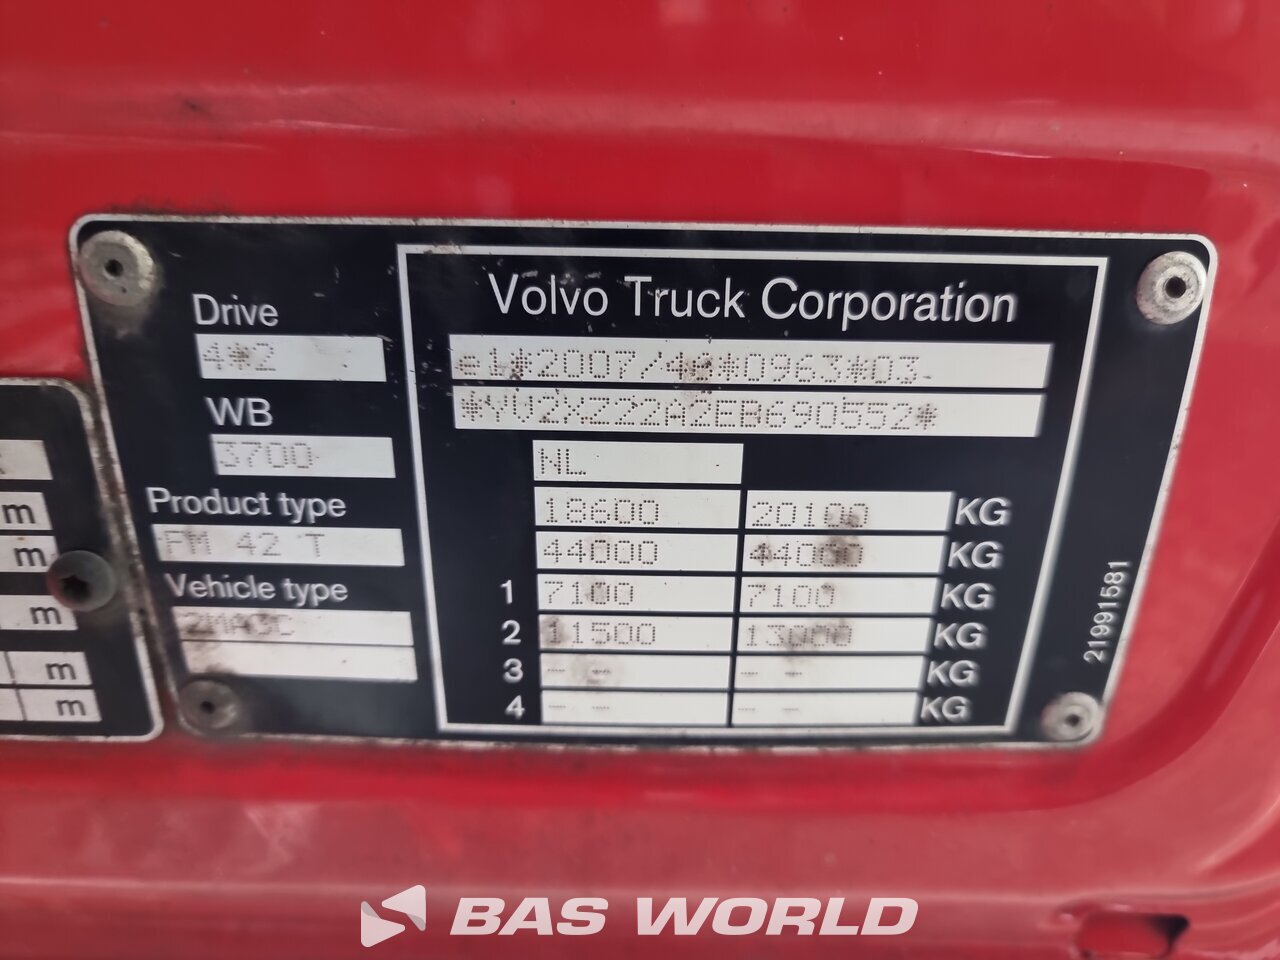 Volvo Truck Corporation
Drive
4*2
WB
3700
Product type
FM 42 T
Vehicle type
2MA3C
e1*2007/46*0963*03
*YV2XZ22A2EB690552*
NL
18600 20100 KG
44000 44000 KG
1 7100 7100 KG
2 11500 13000 KG
3 -- -- -- -- KG
4 -- -- -- -- KG
21991581
m
m
m
m
m
BAS WORLD